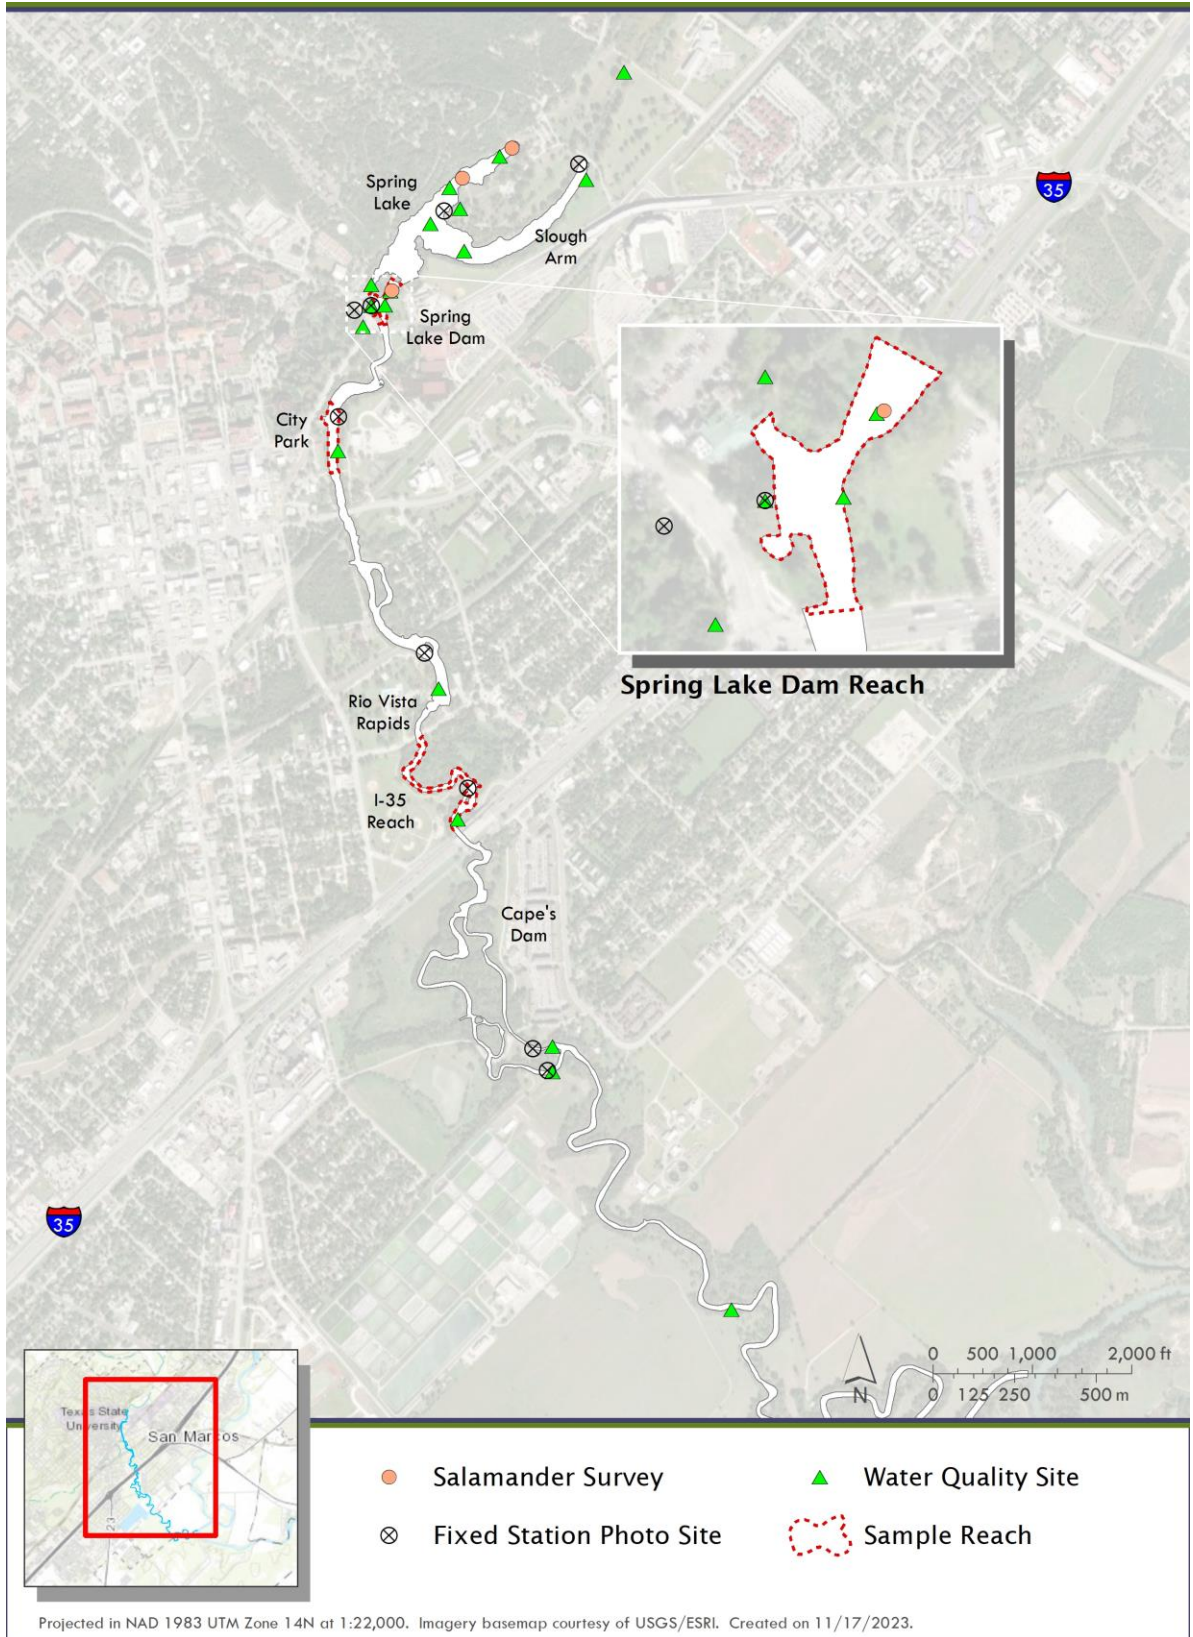 35
Spring
Lake
Slough
Arm
Spring
Lake Dam
City
Park
Spring Lake Dam Reach
Rio Vista
Rapids
I-35
Reach
Cape's
Dam
35
0 500 1,000 2,000 ft
N
0 125 250 500 m
Texas State
University
San Marcos
123
Salamander Survey
Water Quality Site
Fixed Station Photo Site
Sample Reach
Projected in NAD 1983 UTM Zone 14N at 1:22,000. Imagery basemap courtesy of USGS/ESRI. Created on 11/17/2023.